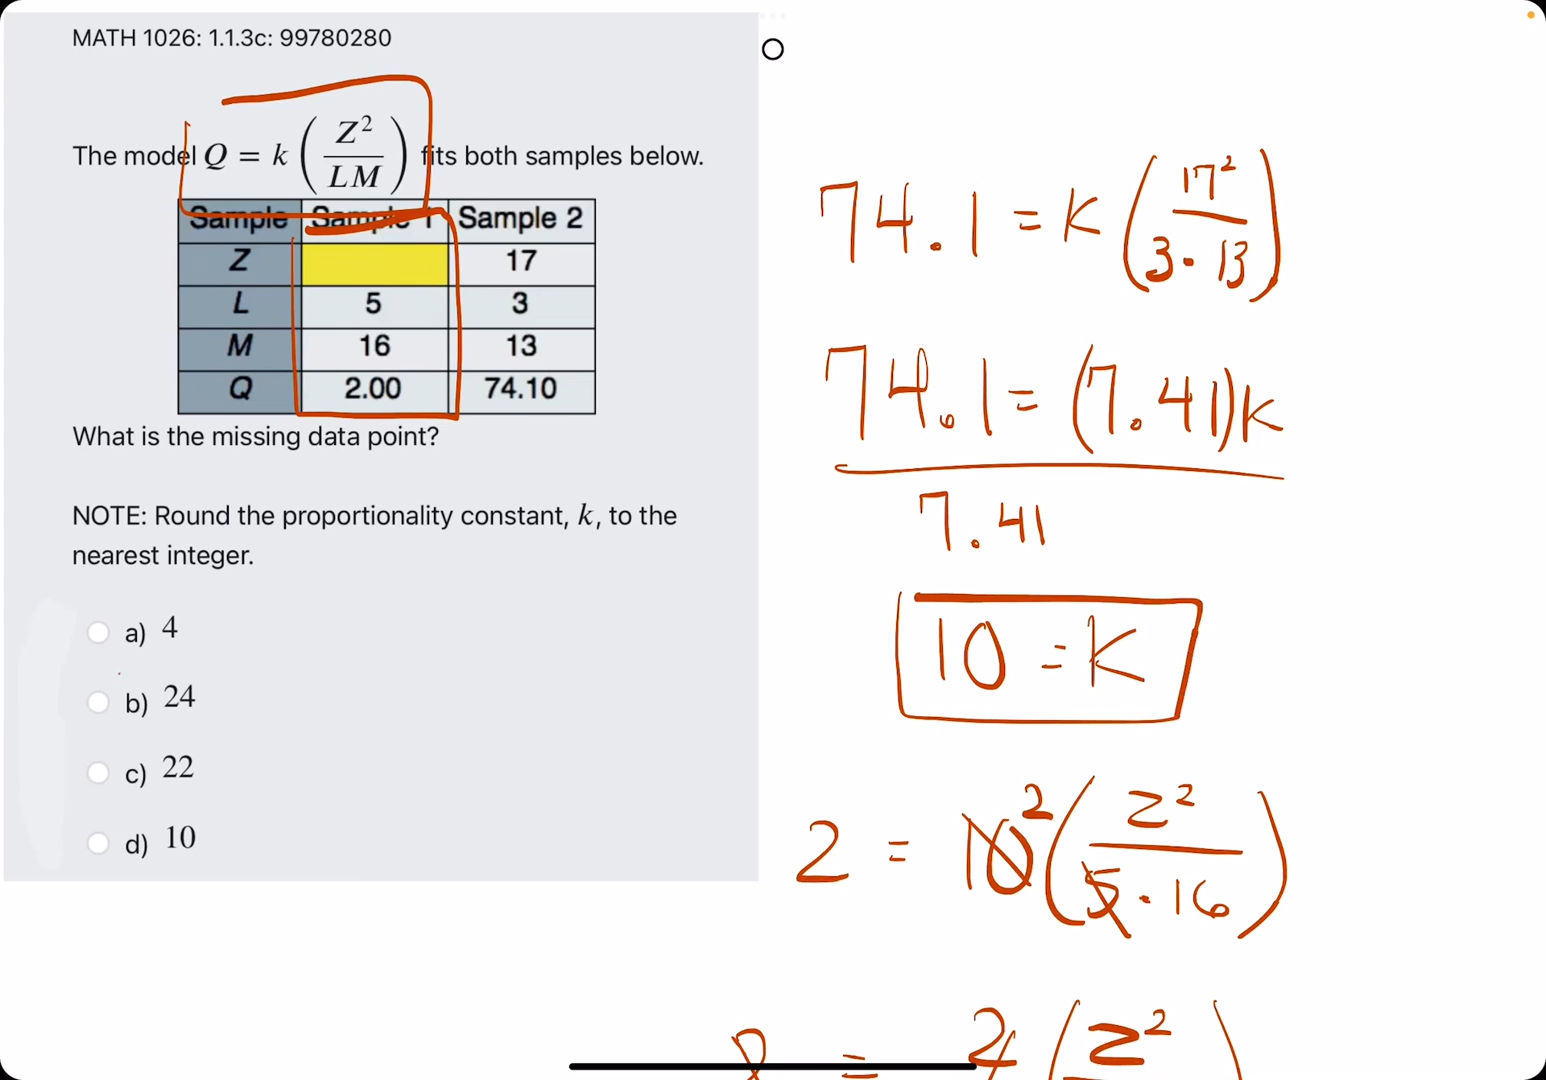 MATH 1026: 1.1.3c: 99780280
The model Q = k ( Z² / LM ) fits both samples below.
Sample Sample 1 Sample 2
Z 17
L 5 3
M 16 13
Q 2.00 74.10
What is the missing data point?
NOTE: Round the proportionality constant, k, to the
nearest integer.
a) 4
b) 24
c) 22
d) 10
74.1 = k ( 17² / 3 · 13 )
74.1 = (7.41)k
7.41
10 = k
2 = 10 2 ( z² / 5 · 16 )
= 2 ( z²